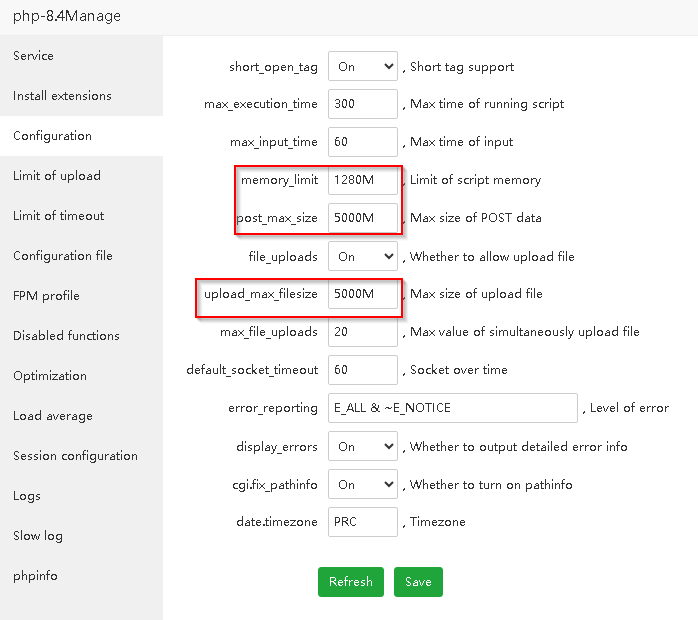 php-8.4Manage
Service
Install extensions
Configuration
Limit of upload
Limit of timeout
Configuration file
FPM profile
Disabled functions
Optimization
Load average
Session configuration
Logs
Slow log
phpinfo
short_open_tag On , Short tag support
max_execution_time 300 , Max time of running script
max_input_time 60 , Max time of input
memory_limit 1280M , Limit of script memory
post_max_size 5000M , Max size of POST data
file_uploads On , Whether to allow upload file
upload_max_filesize 5000M , Max size of upload file
max_file_uploads 20 , Max value of simultaneously upload file
default_socket_timeout 60 , Socket over time
error_reporting E_ALL & ~E_NOTICE , Level of error
display_errors On , Whether to output detailed error info
cgi.fix_pathinfo On , Whether to turn on pathinfo
date.timezone PRC , Timezone
Refresh Save